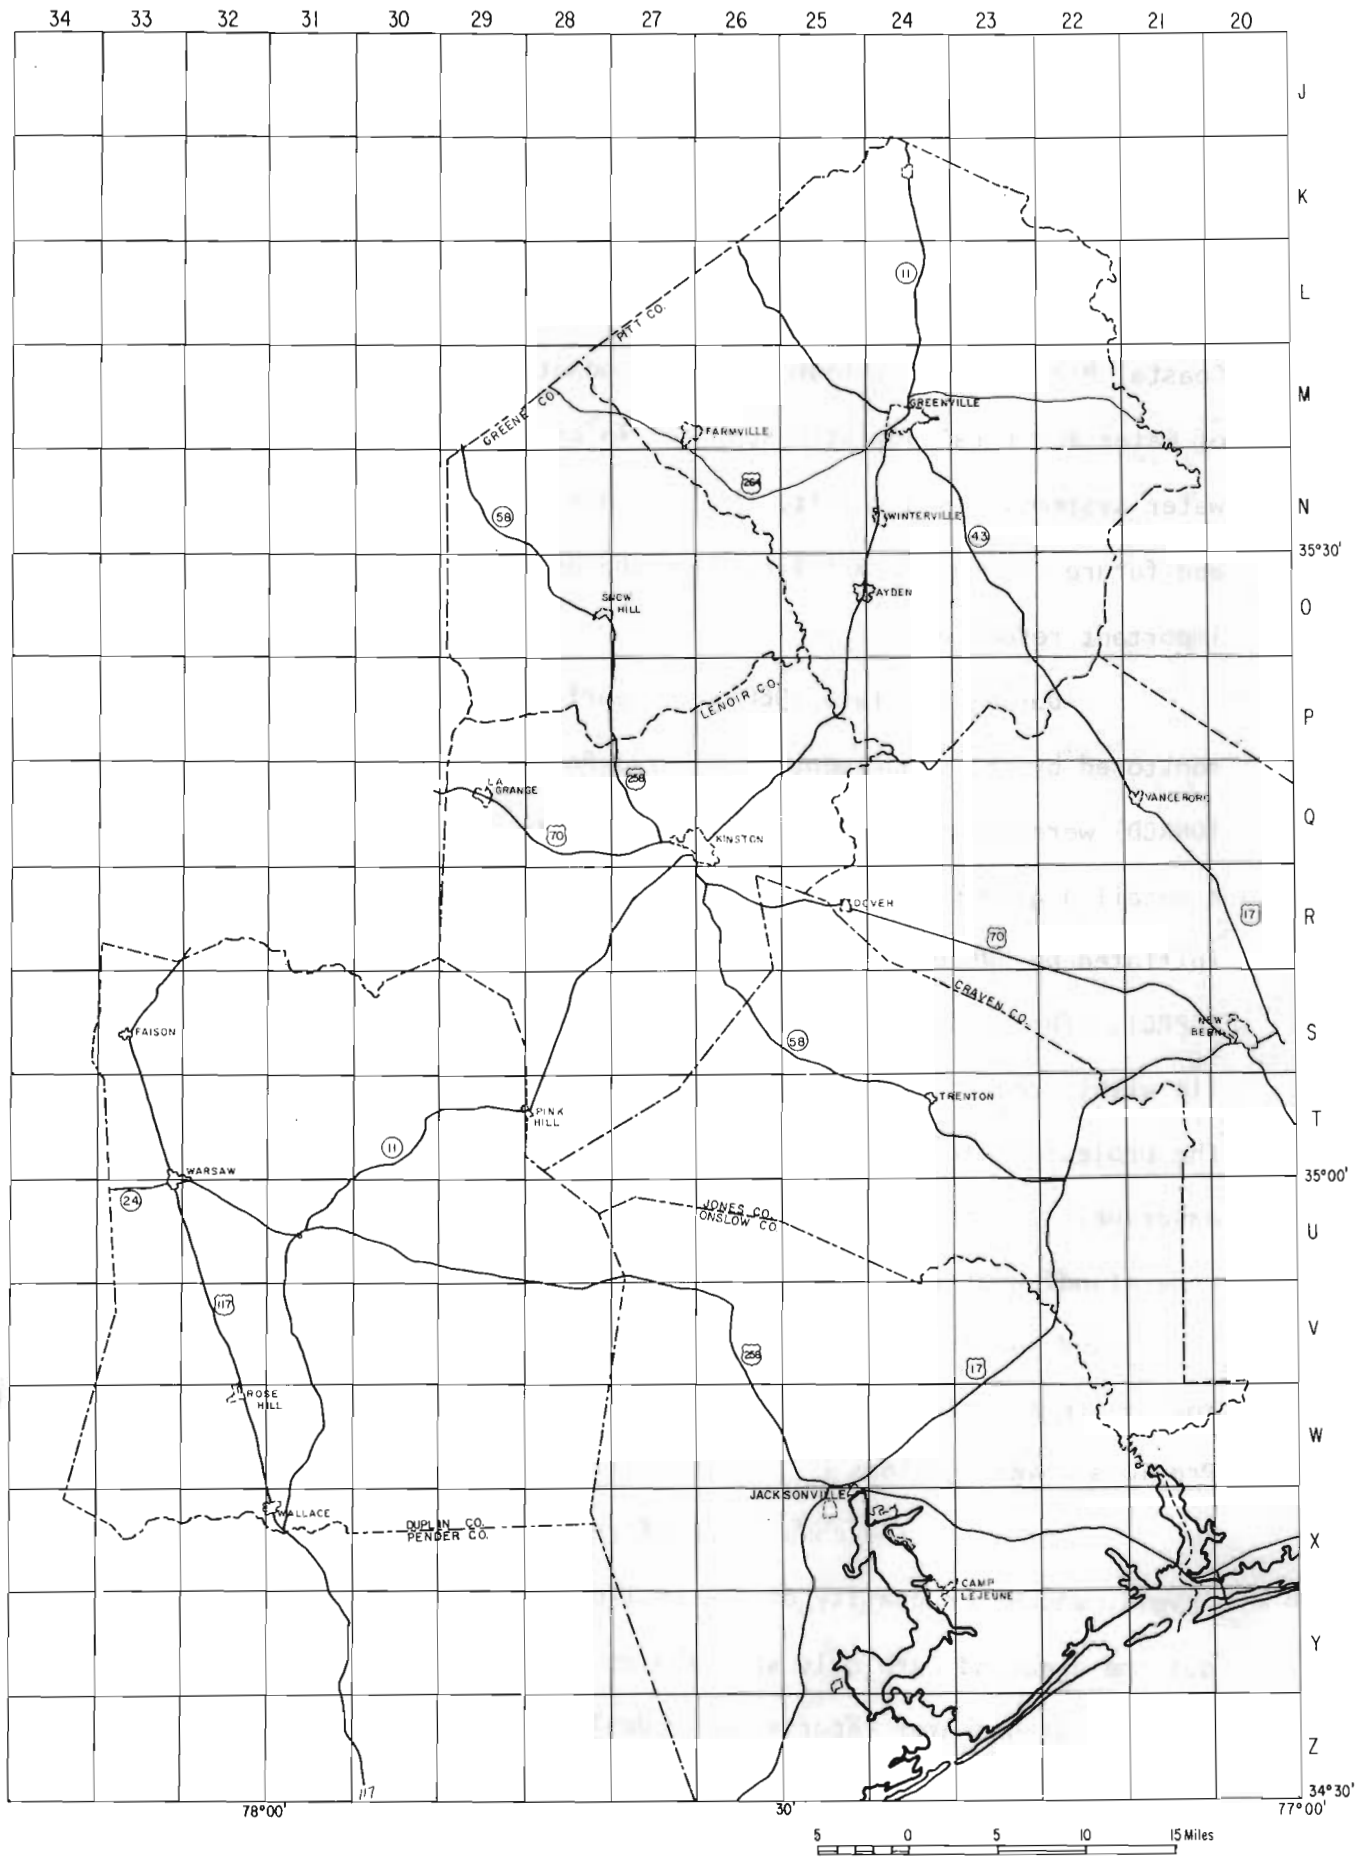 34 33 32 31 30 29 28 27 26 25 24 23 22 21 20
J
K
11
L
PITT CO.
M
GREENE CO.
GREENVILLE
FARMVILLE
264
N
58
WINTERVILLE
43
35°30'
O
SNOW
HILL
AYDEN
LENOIR CO.
P
258
LA
GRANGE
VANCEBORO
Q
70
KINSTON
DOVER
R
17
70
CRAVEN CO.
FAISON
NEW
BERN
S
58
TRENTON
PINK
HILL
T
11
WARSAW
35°00'
24
JONES CO.
ONSLOW CO.
U
117
V
258
17
ROSE
HILL
W
JACKSONVILLE
WALLACE
DUPLIN CO.
PENDER CO.
X
CAMP
LEJEUNE
Y
Z
117
34°30'
78°00' 30' 77°00'
5 0 5 10 15 Miles